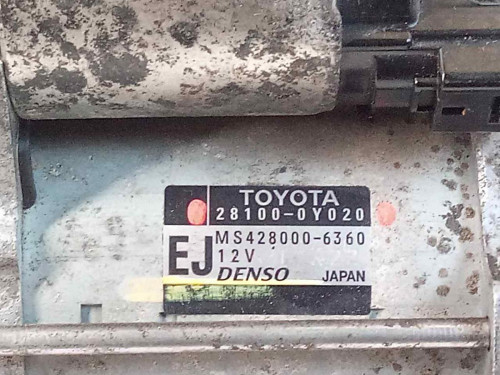 TOYOTA
28100-0Y020
EJ MS428000-6360
12V
DENSO JAPAN